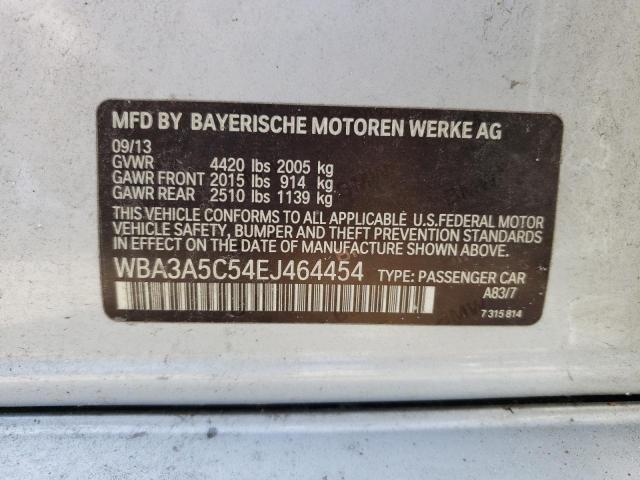 MFD BY BAYERISCHE MOTOREN WERKE AG
09/13
GVWR 4420 lbs 2005 kg
GAWR FRONT 2015 lbs 914 kg
GAWR REAR 2510 lbs 1139 kg
THIS VEHICLE CONFORMS TO ALL APPLICABLE U.S.FEDERAL MOTOR
VEHICLE SAFETY, BUMPER AND THEFT PREVENTION STANDARDS
IN EFFECT ON THE DATE OF MANUFACTURE SHOWN ABOVE.
WBA3A5C54EJ464454 TYPE: PASSENGER CAR
A83/7
7 315 814